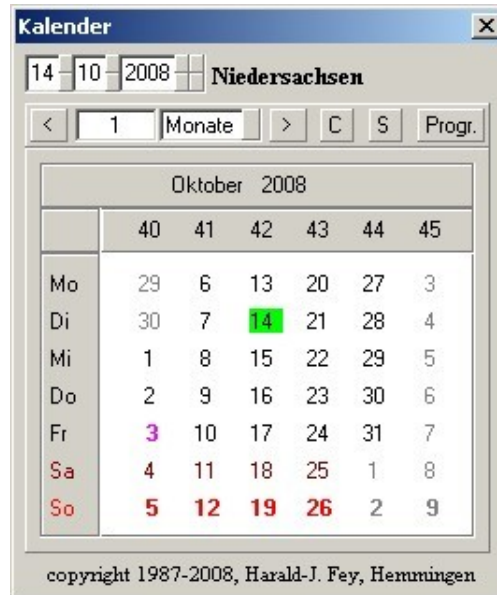 Kalender
14 10 2008 Niedersachsen
< 1 Monate > C S Progr.
Oktober 2008
40 41 42 43 44 45
Mo 29 6 13 20 27 3
Di 30 7 14 21 28 4
Mi 1 8 15 22 29 5
Do 2 9 16 23 30 6
Fr 3 10 17 24 31 7
Sa 4 11 18 25 1 8
So 5 12 19 26 2 9
copyright 1987-2008, Harald-J. Fey, Hemmingen